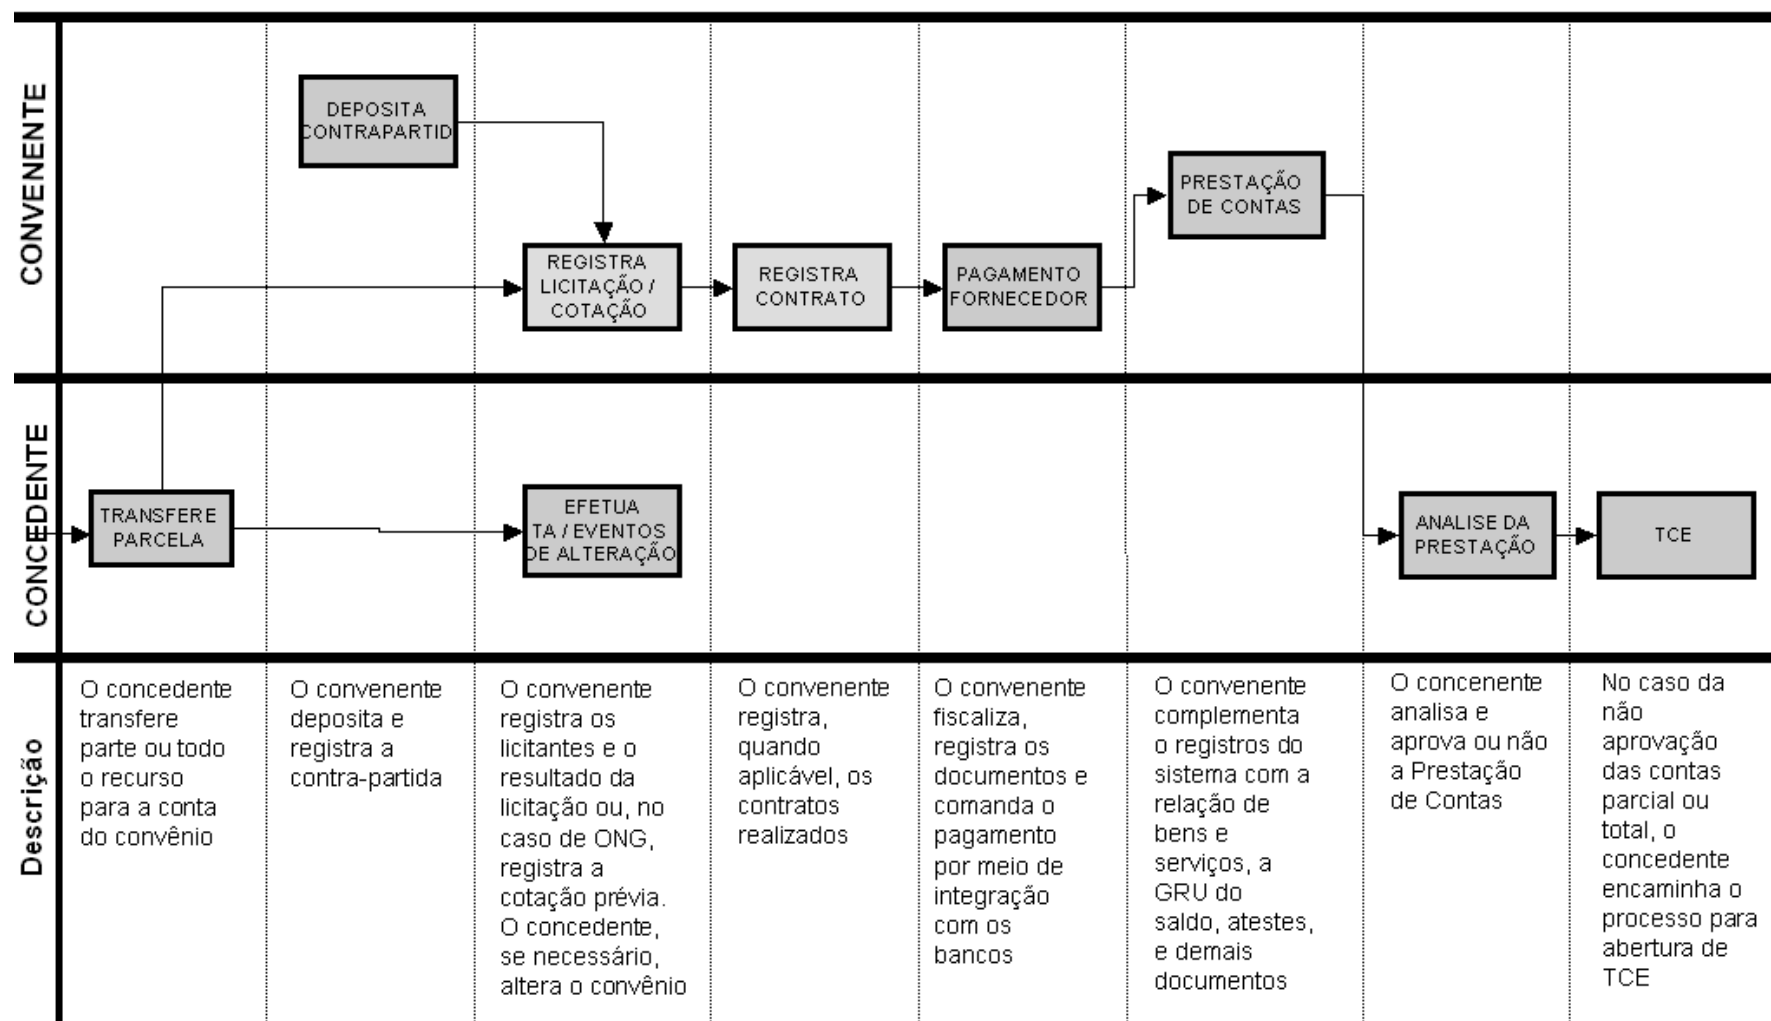 CONVENENTE
DEPOSITA
CONTRAPARTID
REGISTRA
LICITAÇÃO /
COTAÇÃO
REGISTRA
CONTRATO
PAGAMENTO
FORNECEDOR
PRESTAÇÃO
DE CONTAS
CONCEDENTE
TRANSFERE
PARCELA
EFETUA
TA / EVENTOS
DE ALTERAÇÃO
ANALISE DA
PRESTAÇÃO
TCE
Descrição
O concedente
transfere
parte ou todo
o recurso
para a conta
do convênio
O convenente
deposita e
registra a
contra-partida
O convenente
registra os
licitantes e o
resultado da
licitação ou, no
caso de ONG,
registra a
cotação prévia.
O concedente,
se necessário,
altera o convênio
O convenente
registra,
quando
aplicável, os
contratos
realizados
O convenente
fiscaliza,
registra os
documentos e
comanda o
pagamento
por meio de
integração
com os
bancos
O convenente
complementa
o registros do
sistema com a
relação de
bens e
serviços, a
GRU do
saldo, atestes,
e demais
documentos
O concenente
analisa e
aprova ou não
a Prestação
de Contas
No caso da
não
aprovação
das contas
parcial ou
total, o
concedente
encaminha o
processo para
abertura de
TCE